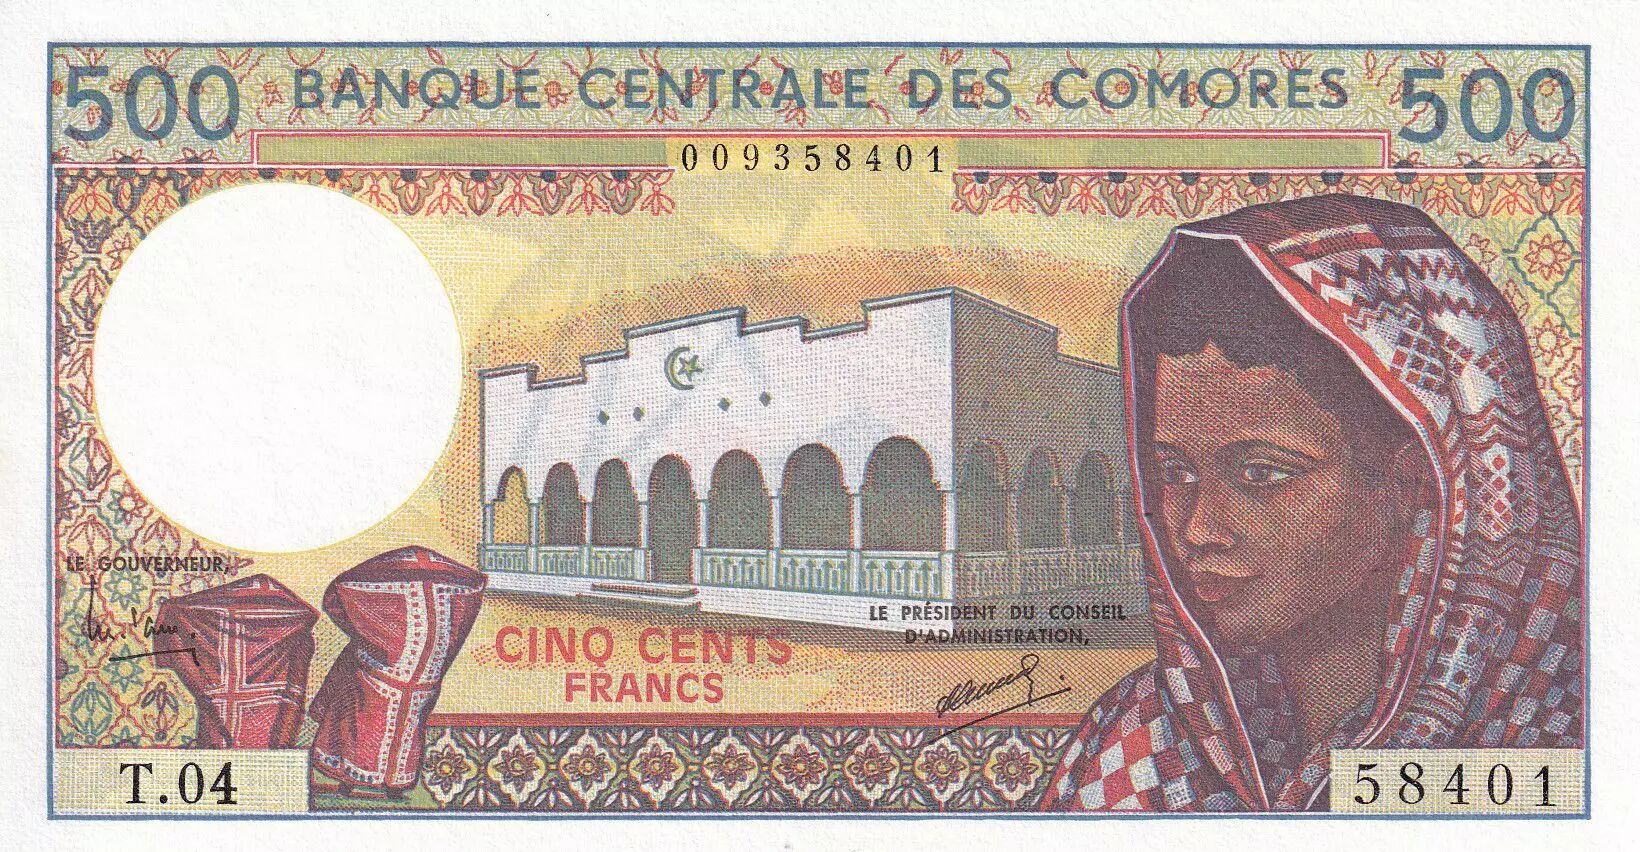 500 BANQUE CENTRALE DES COMORES 500
009358401
LE GOUVERNEUR,
LE PRÉSIDENT DU CONSEIL
D'ADMINISTRATION,
CINQ CENTS
FRANCS
T.04
58401